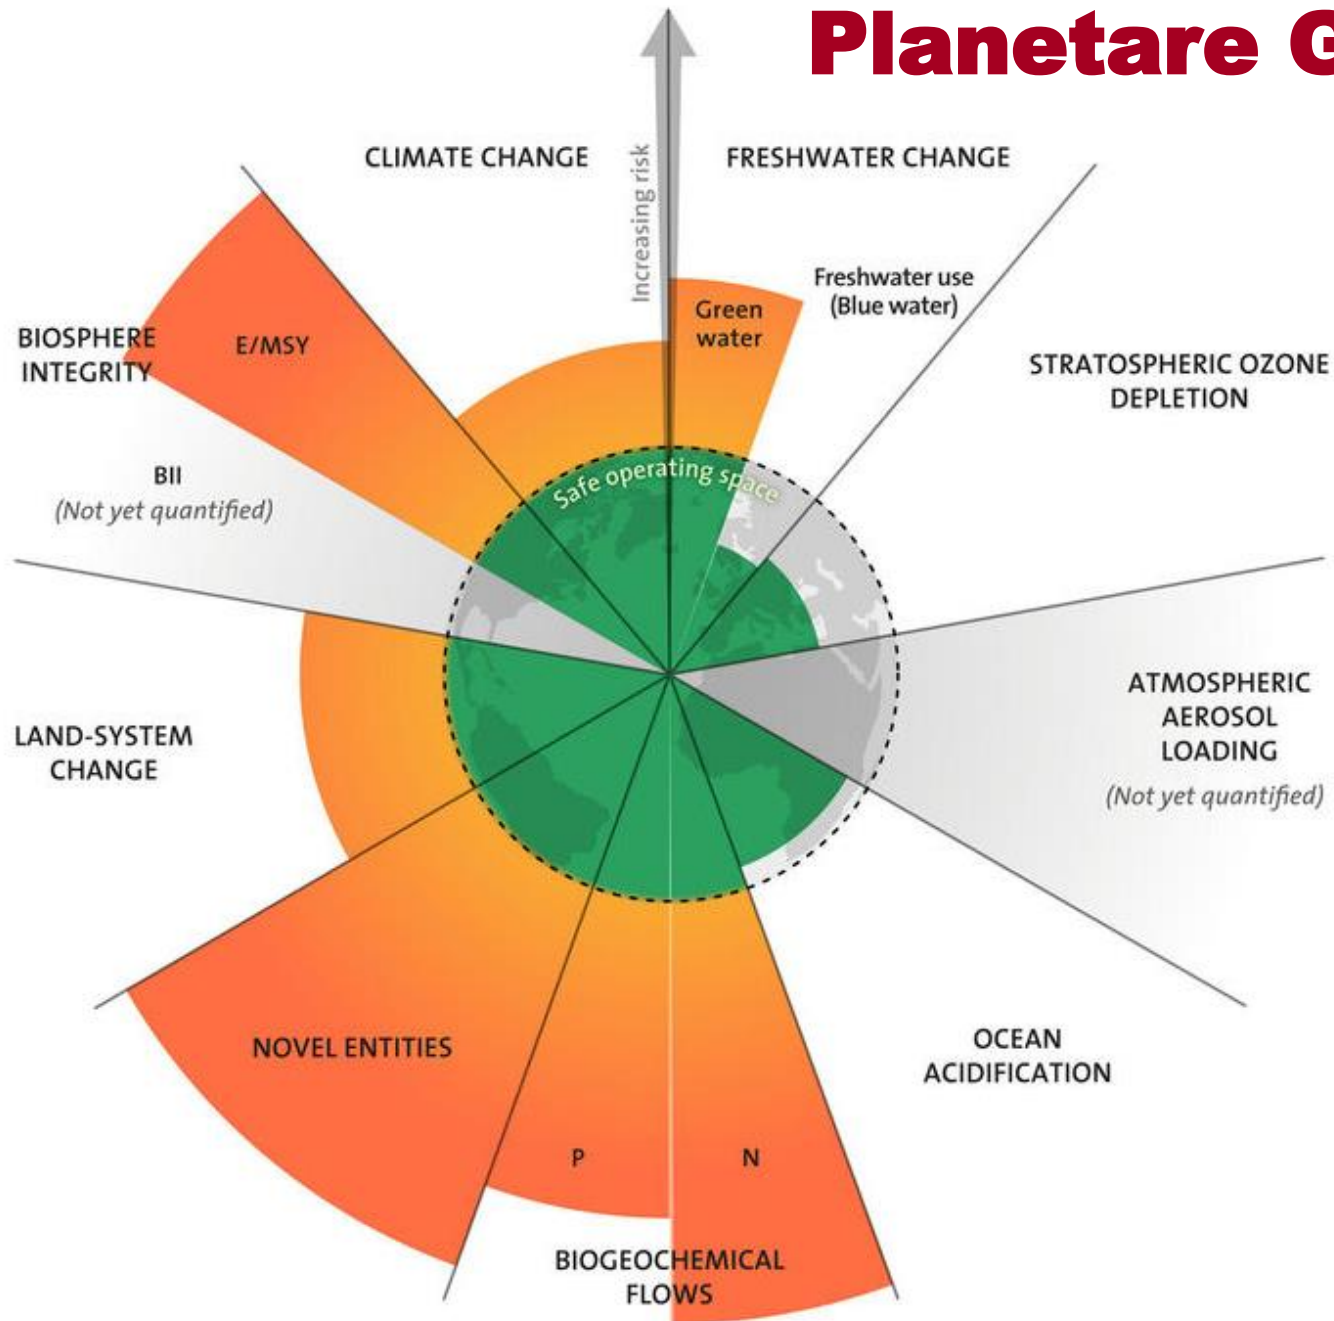 Planetare G
CLIMATE CHANGE
FRESHWATER CHANGE
Increasing risk
Freshwater use
(Blue water)
Green
water
BIOSPHERE
INTEGRITY
E/MSY
STRATOSPHERIC OZONE
DEPLETION
BII
(Not yet quantified)
Safe operating space
ATMOSPHERIC
AEROSOL
LOADING
(Not yet quantified)
LAND-SYSTEM
CHANGE
NOVEL ENTITIES
OCEAN
ACIDIFICATION
P
N
BIOGEOCHEMICAL
FLOWS